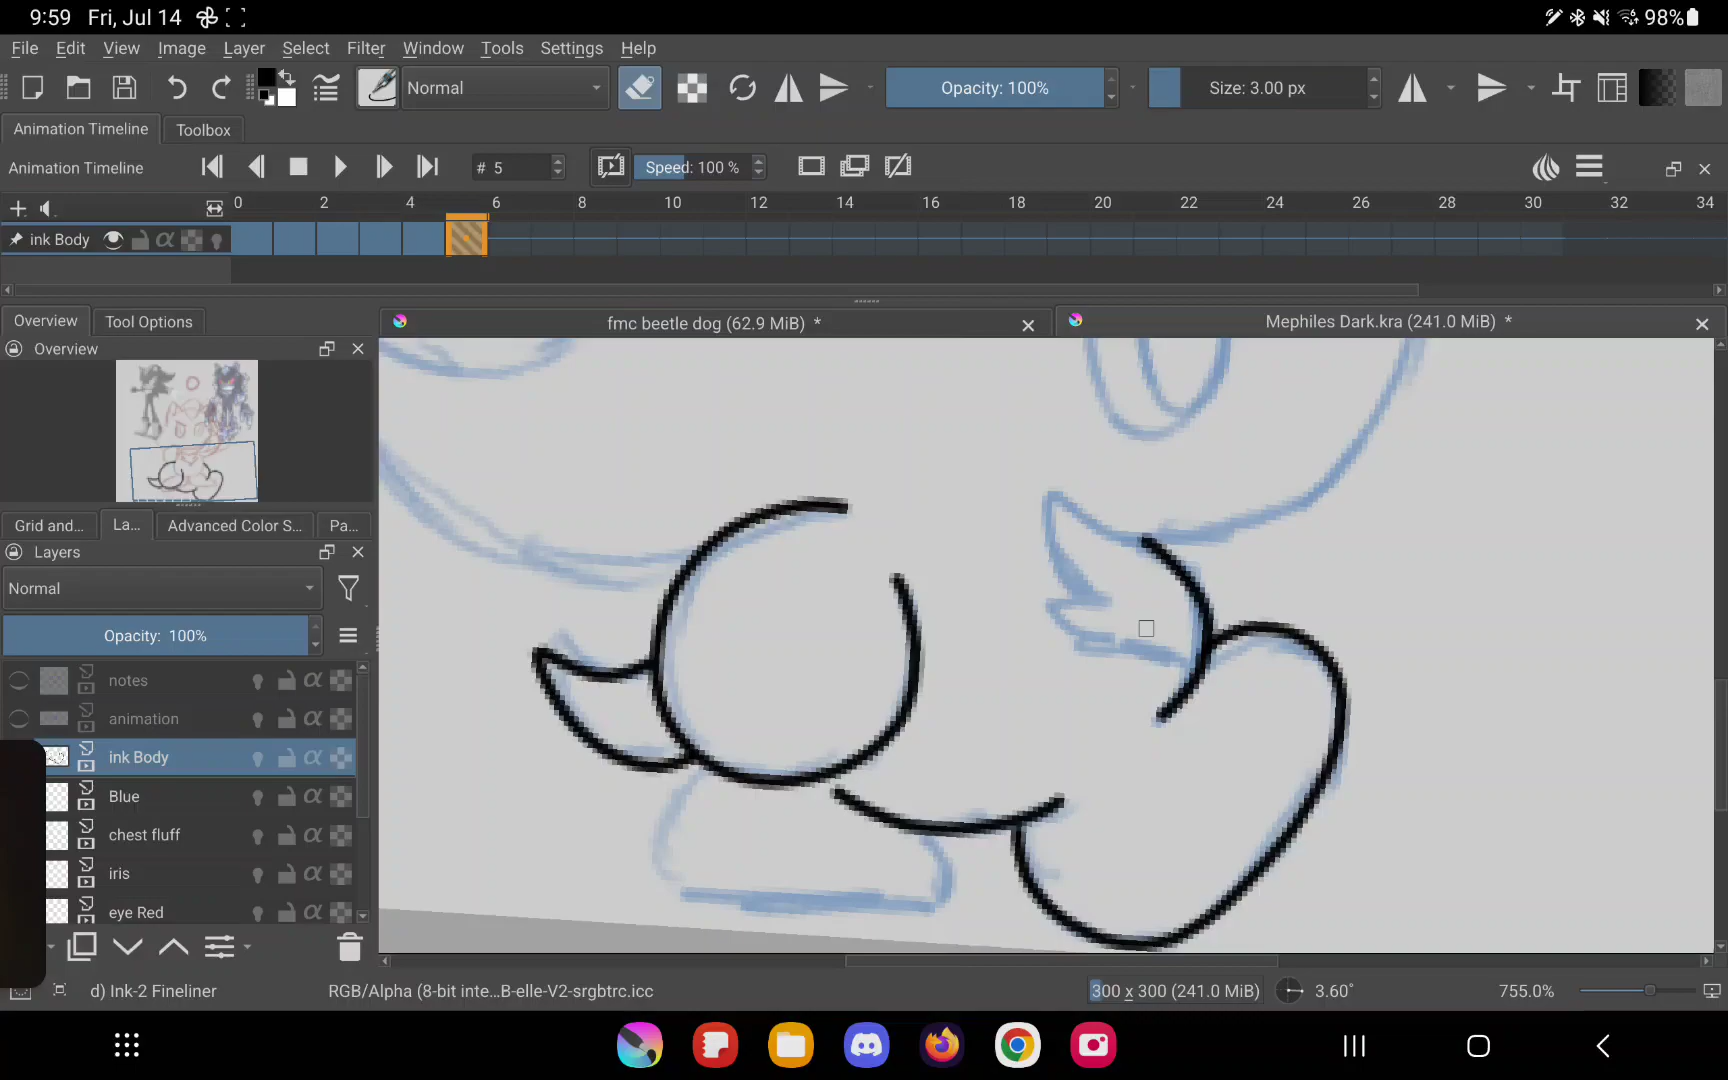 9:59 Fri, Jul 14 98%
File Edit View Image Layer Select Filter Window Tools Settings Help
Normal Opacity: 100% Size: 3.00 px
Animation Timeline Toolbox
Animation Timeline # 5 Speed: 100 %
0 2 4 6 8 10 12 14 16 18 20 22 24 26 28 30 32 34
ink Body α
Overview Tool Options fmc beetle dog (62.9 MiB) * Mephiles Dark.kra (241.0 MiB) *
Overview
Grid and... La... Advanced Color S... Pa...
Layers
Normal
Opacity: 100%
notes α
animation α
ink Body α
Blue α
chest fluff α
iris α
eye Red α
d) Ink-2 Fineliner RGB/Alpha (8-bit inte...B-elle-V2-srgbtrc.icc 300 x 300 (241.0 MiB) 3.60° 755.0%